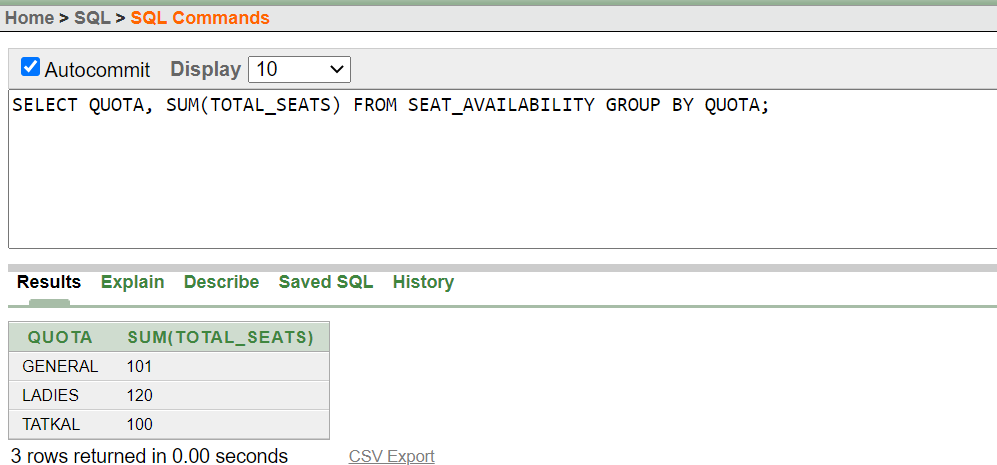 Home > SQL > SQL Commands
Autocommit Display 10
SELECT QUOTA, SUM(TOTAL_SEATS) FROM SEAT_AVAILABILITY GROUP BY QUOTA;
Results Explain Describe Saved SQL History
QUOTA SUM(TOTAL_SEATS)
GENERAL 101
LADIES 120
TATKAL 100
3 rows returned in 0.00 seconds CSV Export